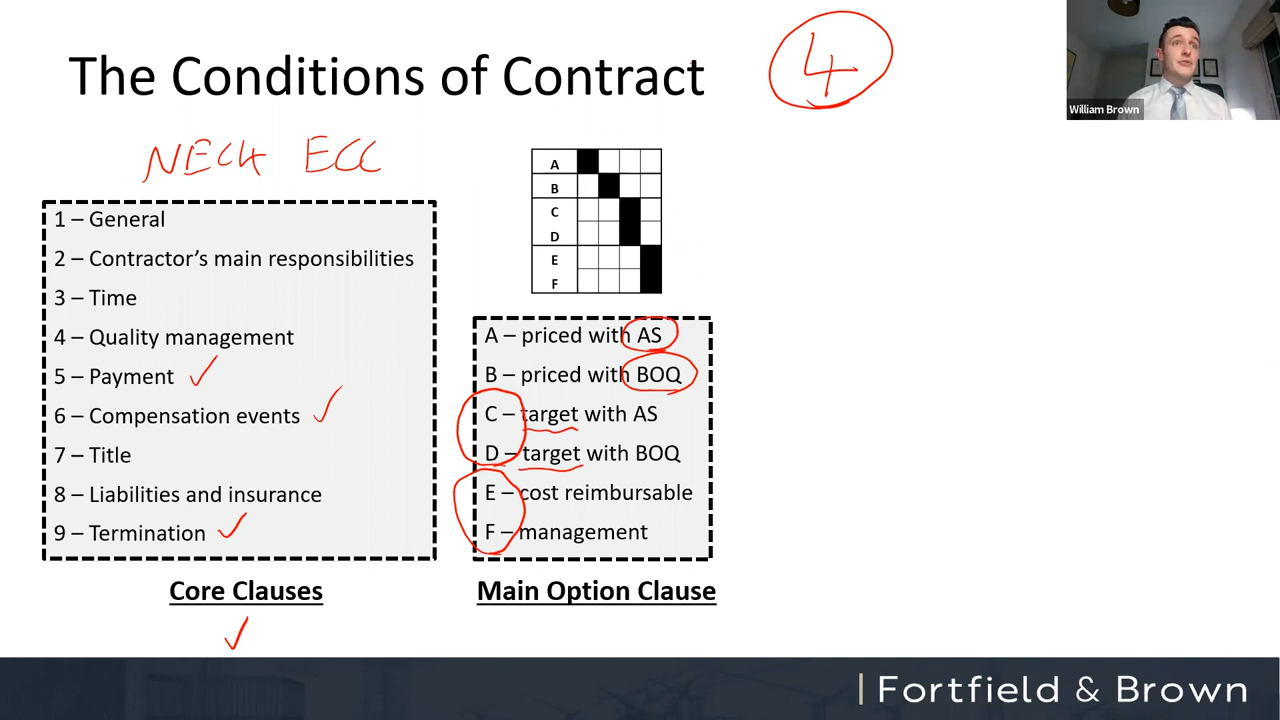 The Conditions of Contract
4
William Brown
NEC4 ECC
1 – General
2 – Contractor's main responsibilities
3 – Time
4 – Quality management
5 – Payment
6 – Compensation events
7 – Title
8 – Liabilities and insurance
9 – Termination
Core Clauses
A
B
C
D
E
F
A – priced with AS
B – priced with BOQ
C – target with AS
D – target with BOQ
E – cost reimbursable
F – management
Main Option Clause
Fortfield & Brown